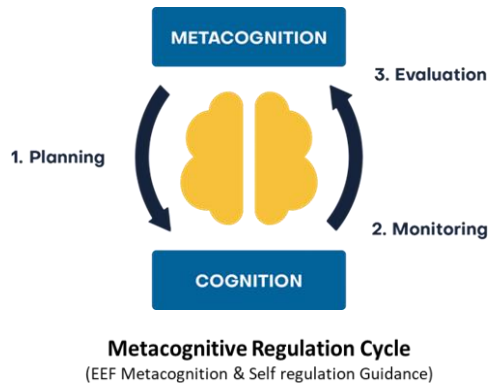 METACOGNITION
3. Evaluation
1. Planning
2. Monitoring
COGNITION
Metacognitive Regulation Cycle
(EEF Metacognition & Self regulation Guidance)